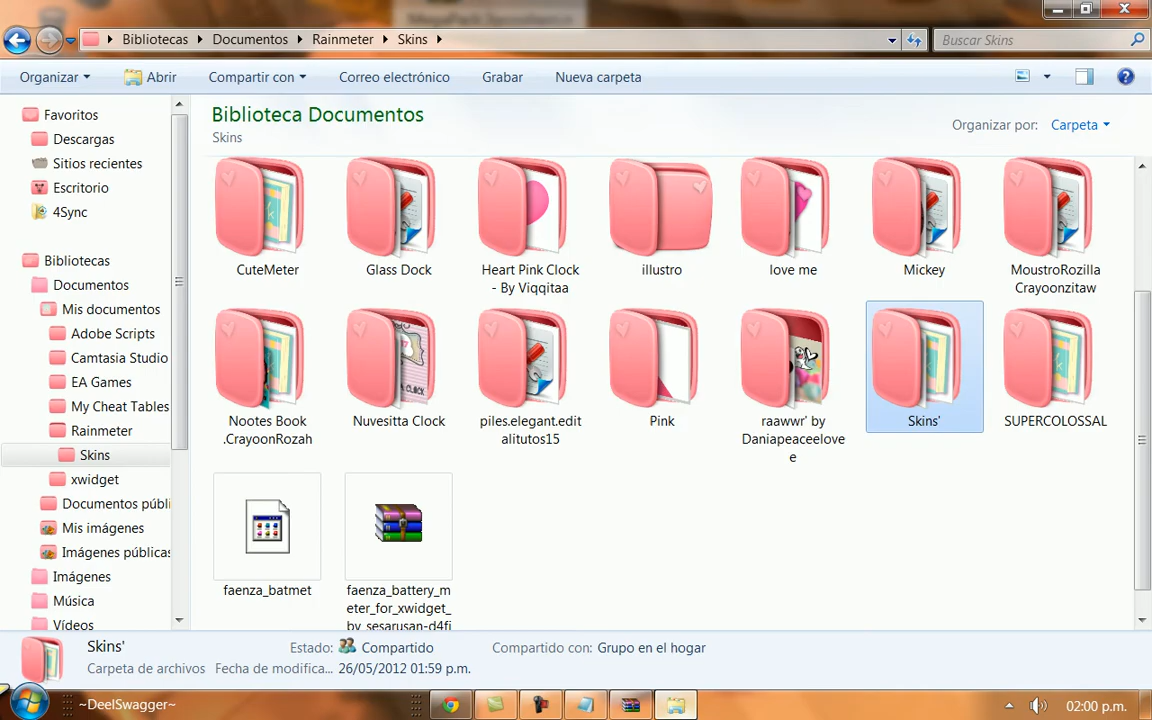 Bibliotecas
Documentos
Rainmeter
Skins
Buscar Skins
Organizar
Abrir
Compartir con
Correo electrónico
Grabar
Nueva carpeta
Favoritos
Descargas
Sitios recientes
Escritorio
4Sync
Bibliotecas
Documentos
Mis documentos
Adobe Scripts
Camtasia Studio
EA Games
My Cheat Tables
Rainmeter
Skins
xwidget
Documentos públi
Mis imágenes
Imágenes públicas
Imágenes
Música
Vídeos
Biblioteca Documentos
Skins
Organizar por:
Carpeta
CuteMeter
Glass Dock
Heart Pink Clock
- By Viqqitaa
illustro
love me
Mickey
MoustroRozilla
Crayoonzitaw
Nootes Book
.CrayoonRozah
Nuvesitta Clock
piles.elegant.edit
alitutos15
Pink
raawwr' by
Daniapeacelove
e
Skins'
SUPERCOLOSSAL
faenza_batmet
faenza_battery_m
eter_for_xwidget_
by_sesarusan-d4fi
Skins'
Carpeta de archivos
Estado:
Compartido
Fecha de modifica...
26/05/2012 01:59 p.m.
Compartido con:
Grupo en el hogar
~DeelSwagger~
02:00 p.m.